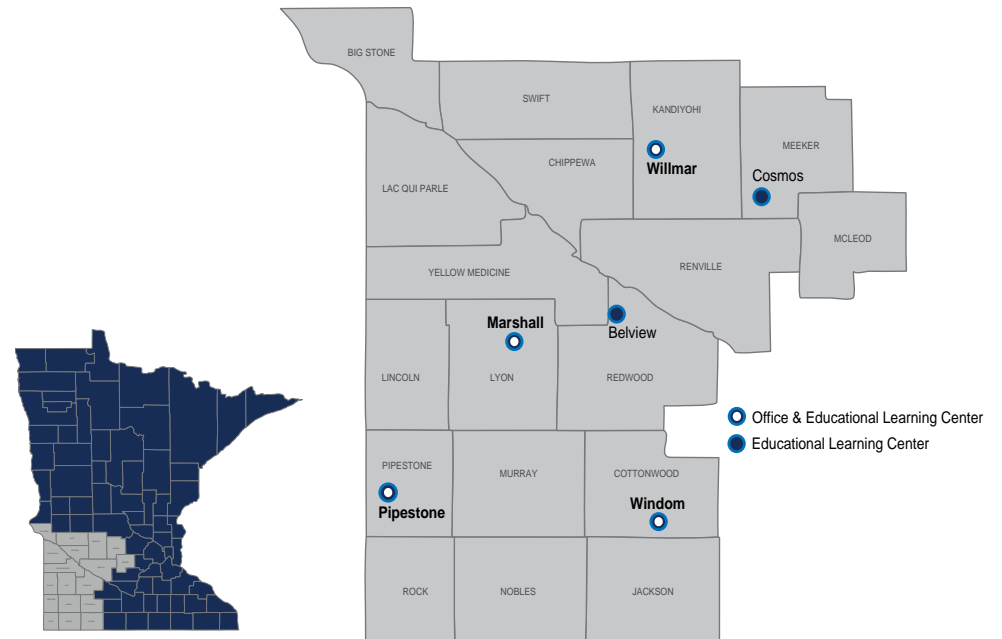 BIG STONE
SWIFT
KANDIYOHI
MEEKER
CHIPPEWA
Willmar
Cosmos
LAC QUI PARLE
MCLEOD
RENVILLE
YELLOW MEDICINE
Marshall
Belview
LINCOLN
LYON
REDWOOD
Office & Educational Learning Center
Educational Learning Center
PIPESTONE
MURRAY
COTTONWOOD
Pipestone
Windom
ROCK
NOBLES
JACKSON